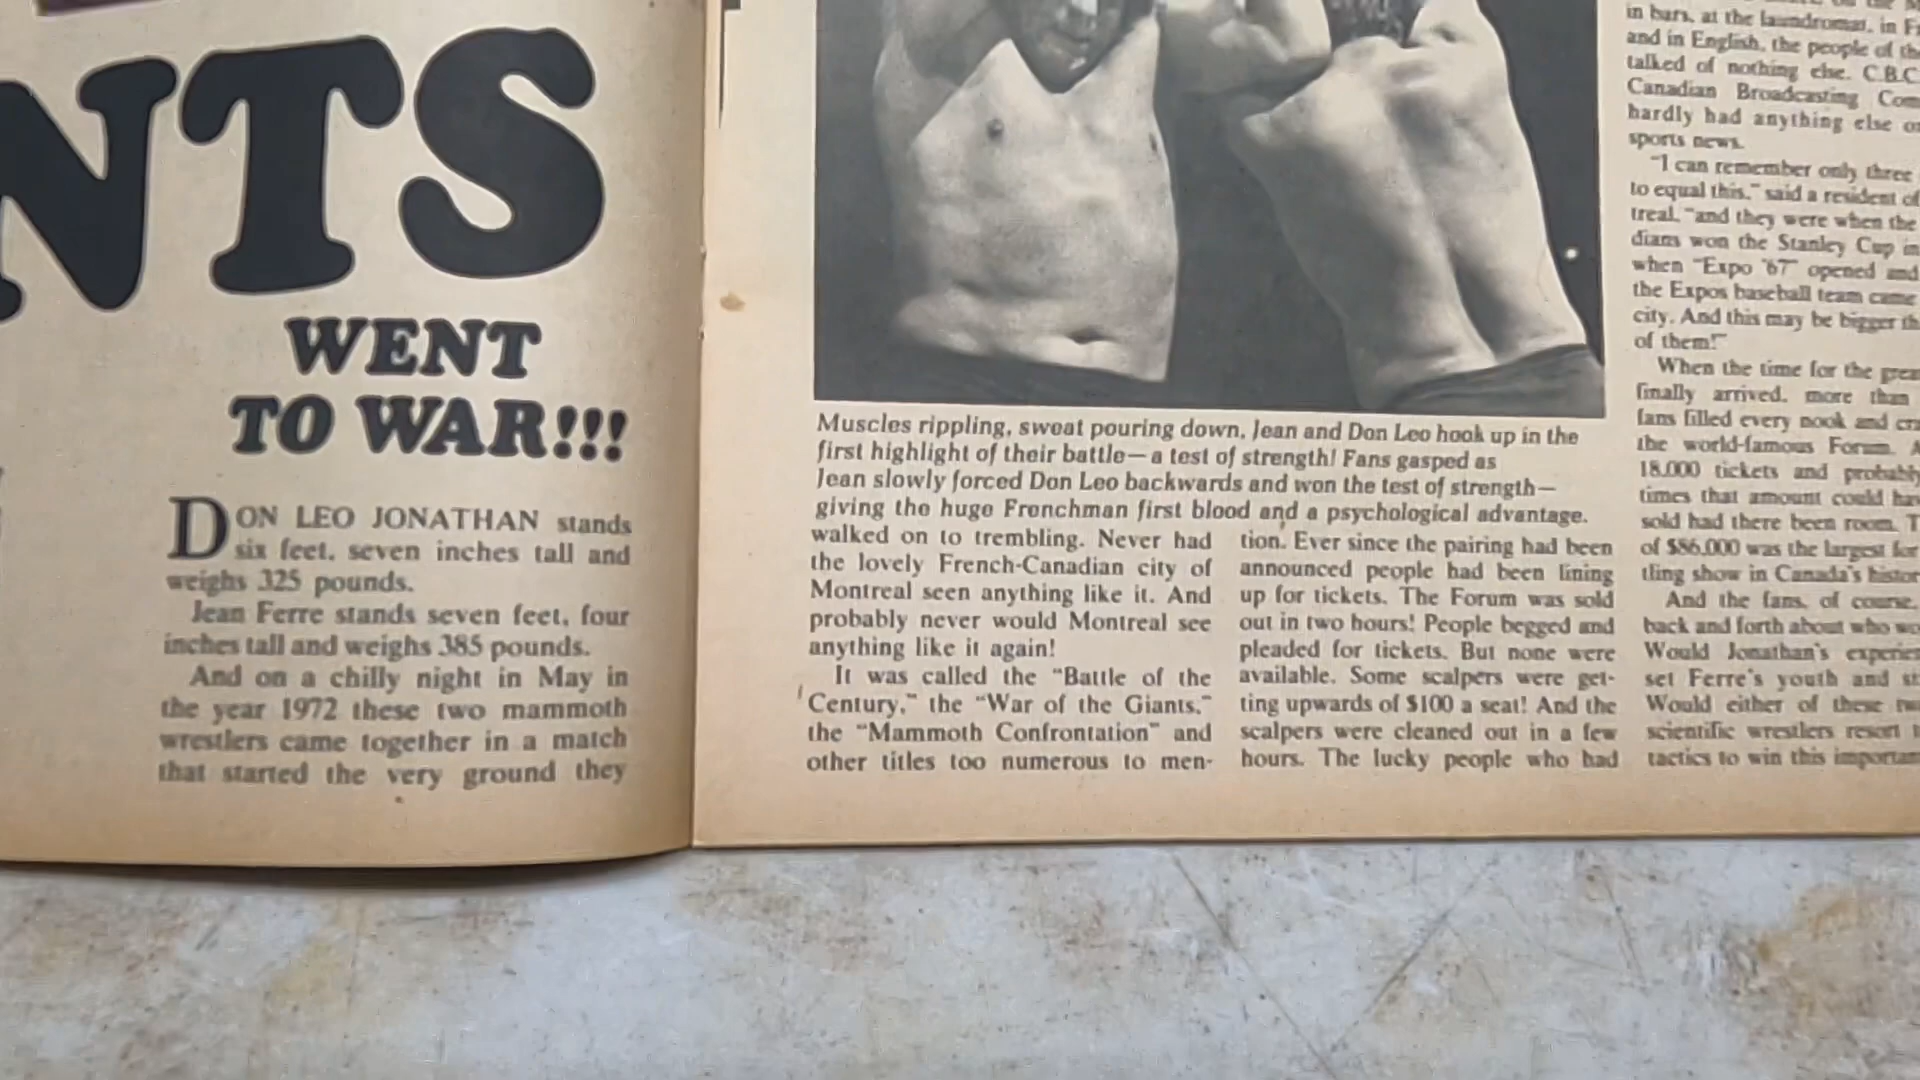 NTS
WENT
TO WAR!!!
DON LEO JONATHAN stands
six feet, seven inches tall and
weighs 325 pounds.
Jean Ferre stands seven feet, four
inches tall and weighs 385 pounds.
And on a chilly night in May in
the year 1972 these two mammoth
wrestlers came together in a match
that started the very ground they
Muscles rippling, sweat pouring down, Jean and Don Leo hook up in the
first highlight of their battle—a test of strength! Fans gasped as
Jean slowly forced Don Leo backwards and won the test of strength—
giving the huge Frenchman first blood and a psychological advantage.
walked on to trembling. Never had
the lovely French-Canadian city of
Montreal seen anything like it. And
probably never would Montreal see
anything like it again!
It was called the "Battle of the
Century," the "War of the Giants,"
the "Mammoth Confrontation" and
other titles too numerous to men-
tion. Ever since the pairing had been
announced people had been lining
up for tickets. The Forum was sold
out in two hours! People begged and
pleaded for tickets. But none were
available. Some scalpers were get-
ting upwards of $100 a seat! And the
scalpers were cleaned out in a few
hours. The lucky people who had
in bars, at the laundromat, in F
and in English, the people of th
talked of nothing else. C.B.C.
Canadian Broadcasting Com
hardly had anything else o
sports news.
"I can remember only three
to equal this," said a resident of
treal, "and they were when the
dians won the Stanley Cup in
when "Expo '67" opened and
the Expos baseball team came
city. And this may be bigger th
of them!"
When the time for the grea
finally arrived, more than
fans filled every nook and cra
the world-famous Forum. A
18,000 tickets and probably
times that amount could hav
sold had there been room. T
of $86,000 was the largest for
tling show in Canada's histor
And the fans, of course,
back and forth about who wo
Would Jonathan's experie
set Ferre's youth and st
Would either of these tw
scientific wrestlers resort t
tactics to win this important